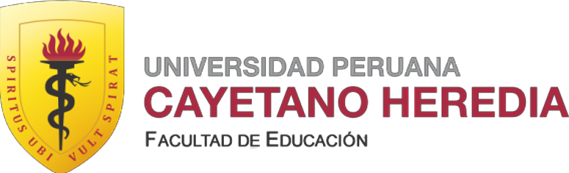 SPIRITUS UBI VULT SPIRAT
UNIVERSIDAD PERUANA
CAYETANO HEREDIA
FACULTAD DE EDUCACIÓN